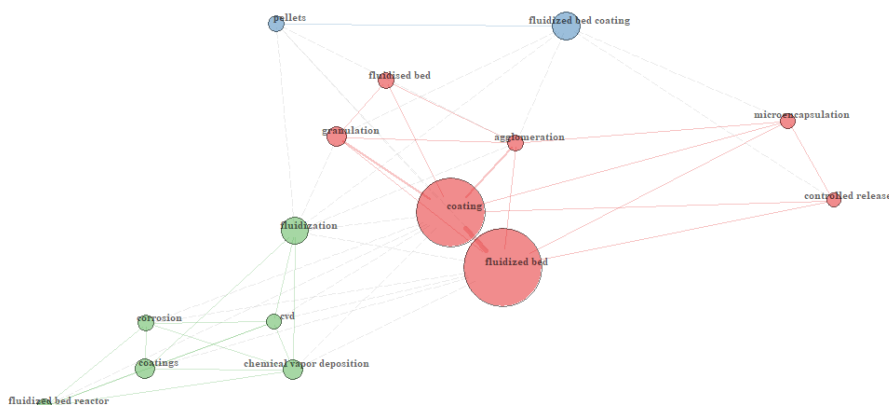 pellets
fluidized bed coating
fluidised bed
microencapsulation
granulation
agglomeration
controlled release
coating
fluidization
fluidized bed
corrosion
cvd
coatings
chemical vapor deposition
fluidized bed reactor